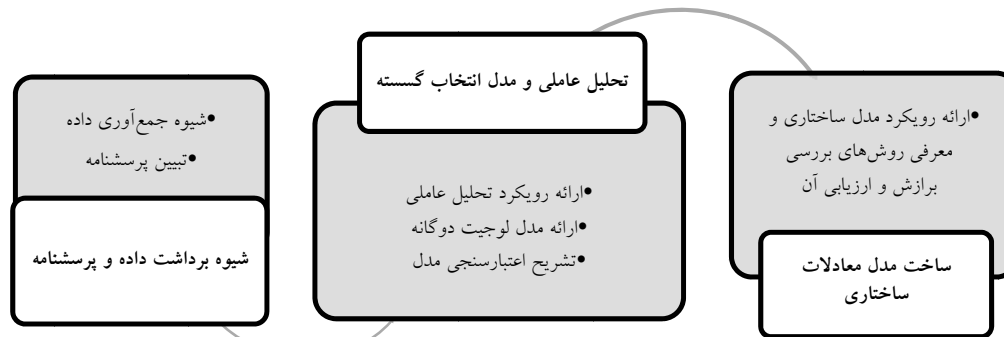 •ارائه رویکرد مدل ساختاری و
معرفی روش‌های بررسی
برازش و ارزیابی آن
ساخت مدل معادلات
ساختاری
تحلیل عاملی و مدل انتخاب گسسته
•ارائه رویکرد تحلیل عاملی
•ارائه مدل لوجیت دوگانه
•تشریح اعتبارسنجی مدل
•شیوه جمع‌آوری داده
•تبیین پرسشنامه
شیوه برداشت داده و پرسشنامه